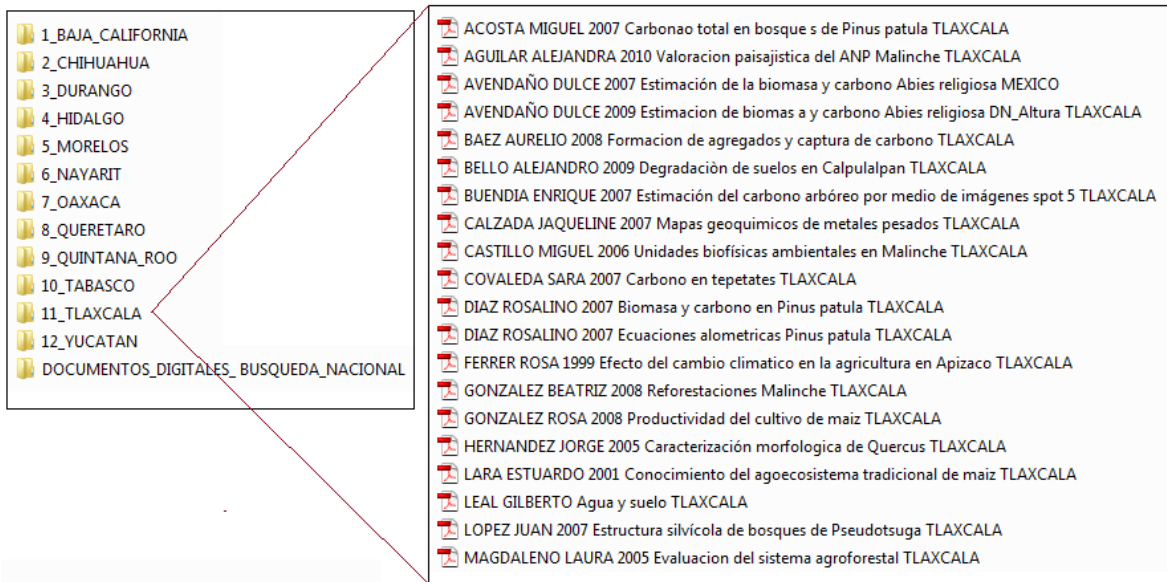 1_BAJA_CALIFORNIA
2_CHIHUAHUA
3_DURANGO
4_HIDALGO
5_MORELOS
6_NAYARIT
7_OAXACA
8_QUERETARO
9_QUINTANA_ROO
10_TABASCO
11_TLAXCALA
12_YUCATAN
DOCUMENTOS_DIGITALES_ BUSQUEDA_NACIONAL
ACOSTA MIGUEL 2007 Carbonao total en bosque s de Pinus patula TLAXCALA
AGUILAR ALEJANDRA 2010 Valoracion paisajistica del ANP Malinche TLAXCALA
AVENDAÑO DULCE 2007 Estimación de la biomasa y carbono Abies religiosa MEXICO
AVENDAÑO DULCE 2009 Estimacion de biomas a y carbono Abies religiosa DN_Altura TLAXCALA
BAEZ AURELIO 2008 Formacion de agregados y captura de carbono TLAXCALA
BELLO ALEJANDRO 2009 Degradaciòn de suelos en Calpulalpan TLAXCALA
BUENDIA ENRIQUE 2007 Estimación del carbono arbóreo por medio de imágenes spot 5 TLAXCALA
CALZADA JAQUELINE 2007 Mapas geoquimicos de metales pesados TLAXCALA
CASTILLO MIGUEL 2006 Unidades biofísicas ambientales en Malinche TLAXCALA
COVALEDA SARA 2007 Carbono en tepetates TLAXCALA
DIAZ ROSALINO 2007 Biomasa y carbono en Pinus patula TLAXCALA
DIAZ ROSALINO 2007 Ecuaciones alometricas Pinus patula TLAXCALA
FERRER ROSA 1999 Efecto del cambio climatico en la agricultura en Apizaco TLAXCALA
GONZALEZ BEATRIZ 2008 Reforestaciones Malinche TLAXCALA
GONZALEZ ROSA 2008 Productividad del cultivo de maiz TLAXCALA
HERNANDEZ JORGE 2005 Caracterización morfologica de Quercus TLAXCALA
LARA ESTUARDO 2001 Conocimiento del agoecosistema tradicional de maiz TLAXCALA
LEAL GILBERTO Agua y suelo TLAXCALA
LOPEZ JUAN 2007 Estructura silvícola de bosques de Pseudotsuga TLAXCALA
MAGDALENO LAURA 2005 Evaluacion del sistema agroforestal TLAXCALA